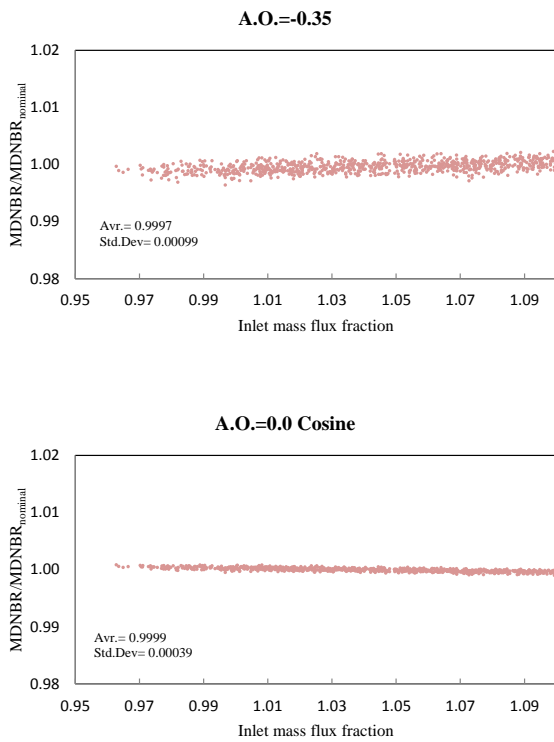 A.O.=-0.35
MDNBR/MDNBRnominal
1.02
1.01
1.00
0.99
0.98
Avr.= 0.9997
Std.Dev= 0.00099
0.95 0.97 0.99 1.01 1.03 1.05 1.07 1.09
Inlet mass flux fraction
A.O.=0.0 Cosine
MDNBR/MDNBRnominal
1.02
1.01
1.00
0.99
0.98
Avr.= 0.9999
Std.Dev= 0.00039
0.95 0.97 0.99 1.01 1.03 1.05 1.07 1.09
Inlet mass flux fraction